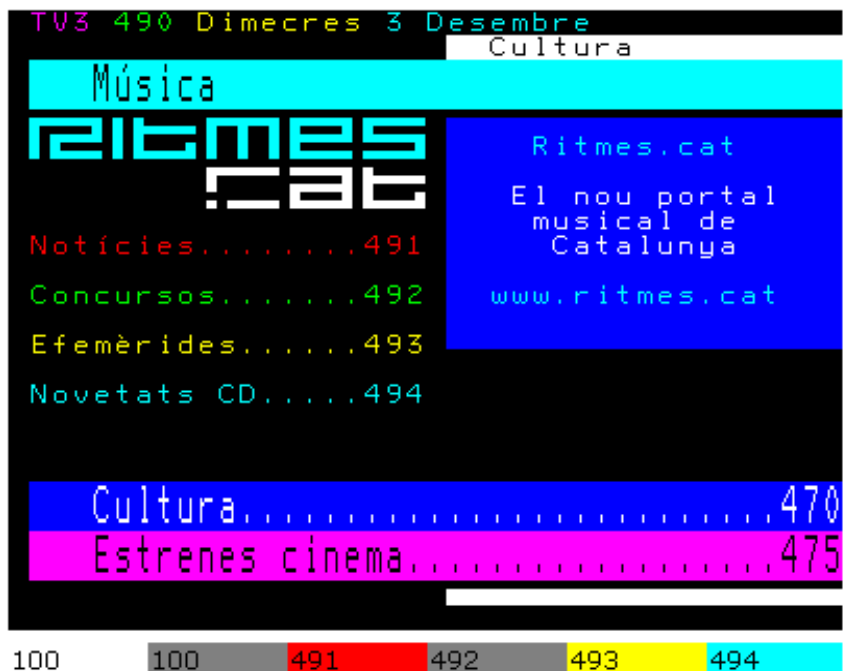 TV3 490 Dimecres 3 Desembre
Cultura
Música
Ritmes
.cat
Ritmes.cat
El nou portal
musical de
Catalunya
www.ritmes.cat
Notícies........491
Concursos.......492
Efemèrides......493
Novetats CD.....494
Cultura..........................470
Estrenes cinema..................475
100 100 491 492 493 494